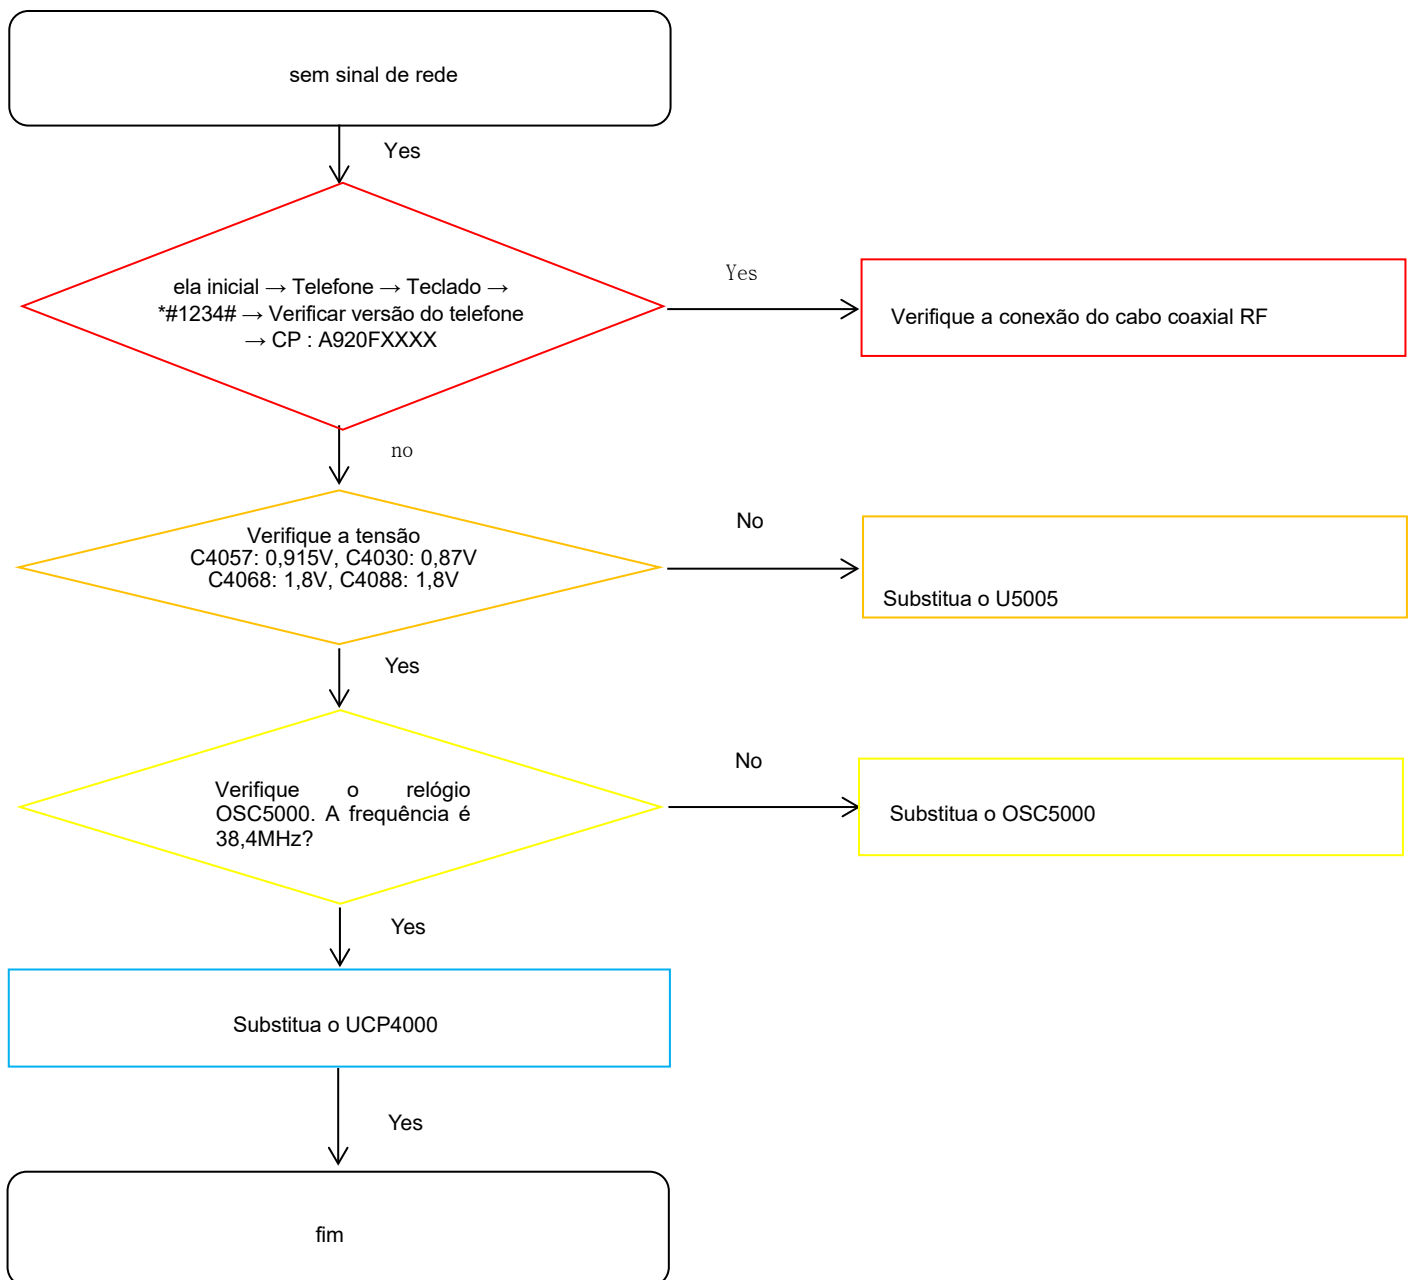 sem sinal de rede
Yes
ela inicial → Telefone → Teclado →
*#1234# → Verificar versão do telefone
→ CP : A920FXXXX
Yes
Verifique a conexão do cabo coaxial RF
no
Verifique a tensão
C4057: 0,915V, C4030: 0,87V
C4068: 1,8V, C4088: 1,8V
No
Substitua o U5005
Yes
Verifique o relógio
OSC5000. A frequência é
38,4MHz?
No
Substitua o OSC5000
Yes
Substitua o UCP4000
Yes
fim